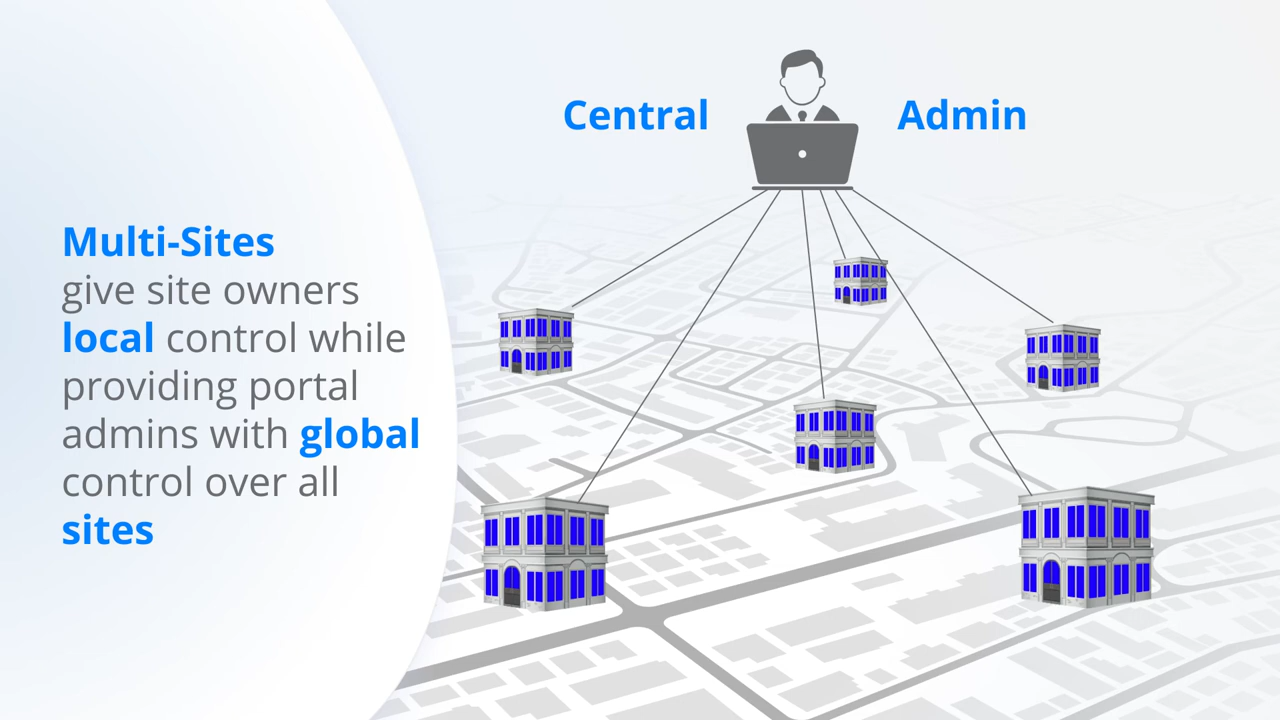 Central Admin
Multi-Sites
give site owners
local control while
providing portal
admins with global
control over all
sites